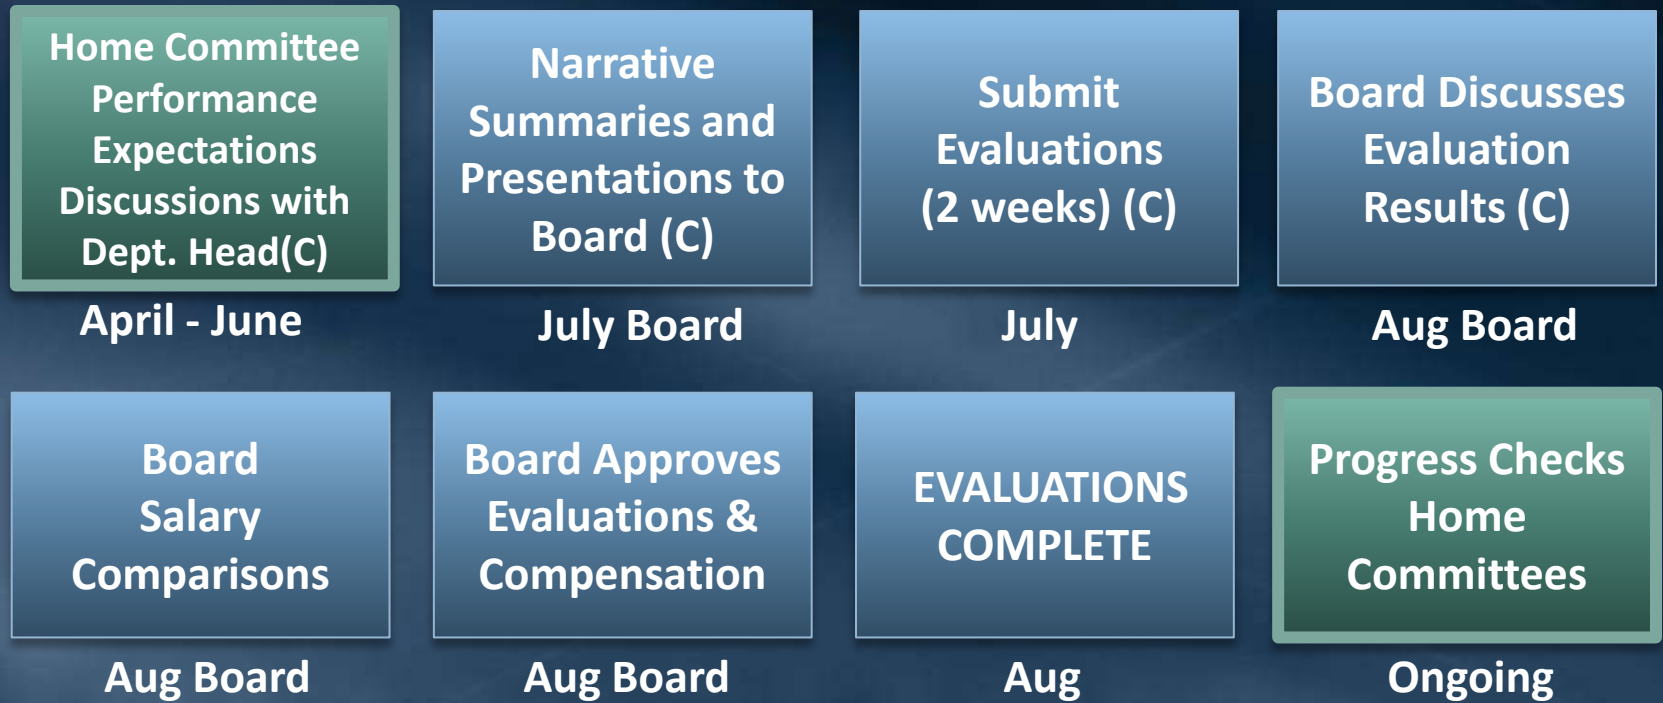 Home Committee
Performance
Expectations
Discussions with
Dept. Head(C)
April - June
Narrative
Summaries and
Presentations to
Board (C)
July Board
Submit
Evaluations
(2 weeks) (C)
July
Board Discusses
Evaluation
Results (C)
Aug Board
Board
Salary
Comparisons
Aug Board
Board Approves
Evaluations &
Compensation
Aug Board
EVALUATIONS
COMPLETE
Aug
Progress Checks
Home
Committees
Ongoing